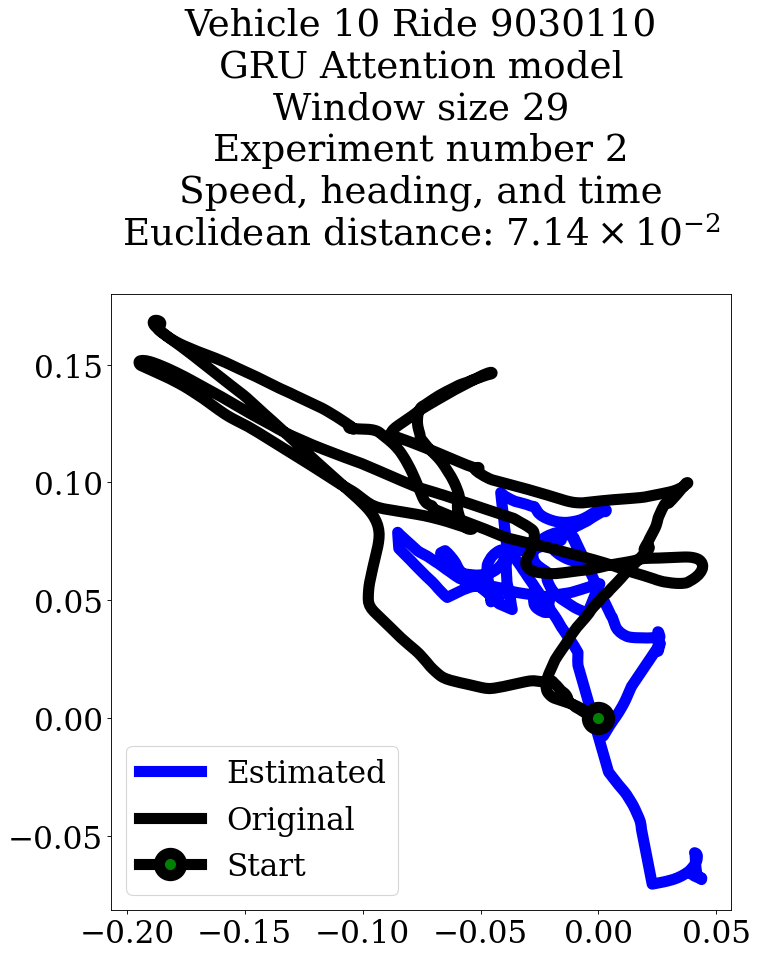 Vehicle 10 Ride 9030110
GRU Attention model
Window size 29
Experiment number 2
Speed, heading, and time
Euclidean distance: 7.14 × 10⁻²
0.15
0.10
0.05
0.00
−0.05
Estimated
Original
Start
−0.20 −0.15 −0.10 −0.05 0.00 0.05